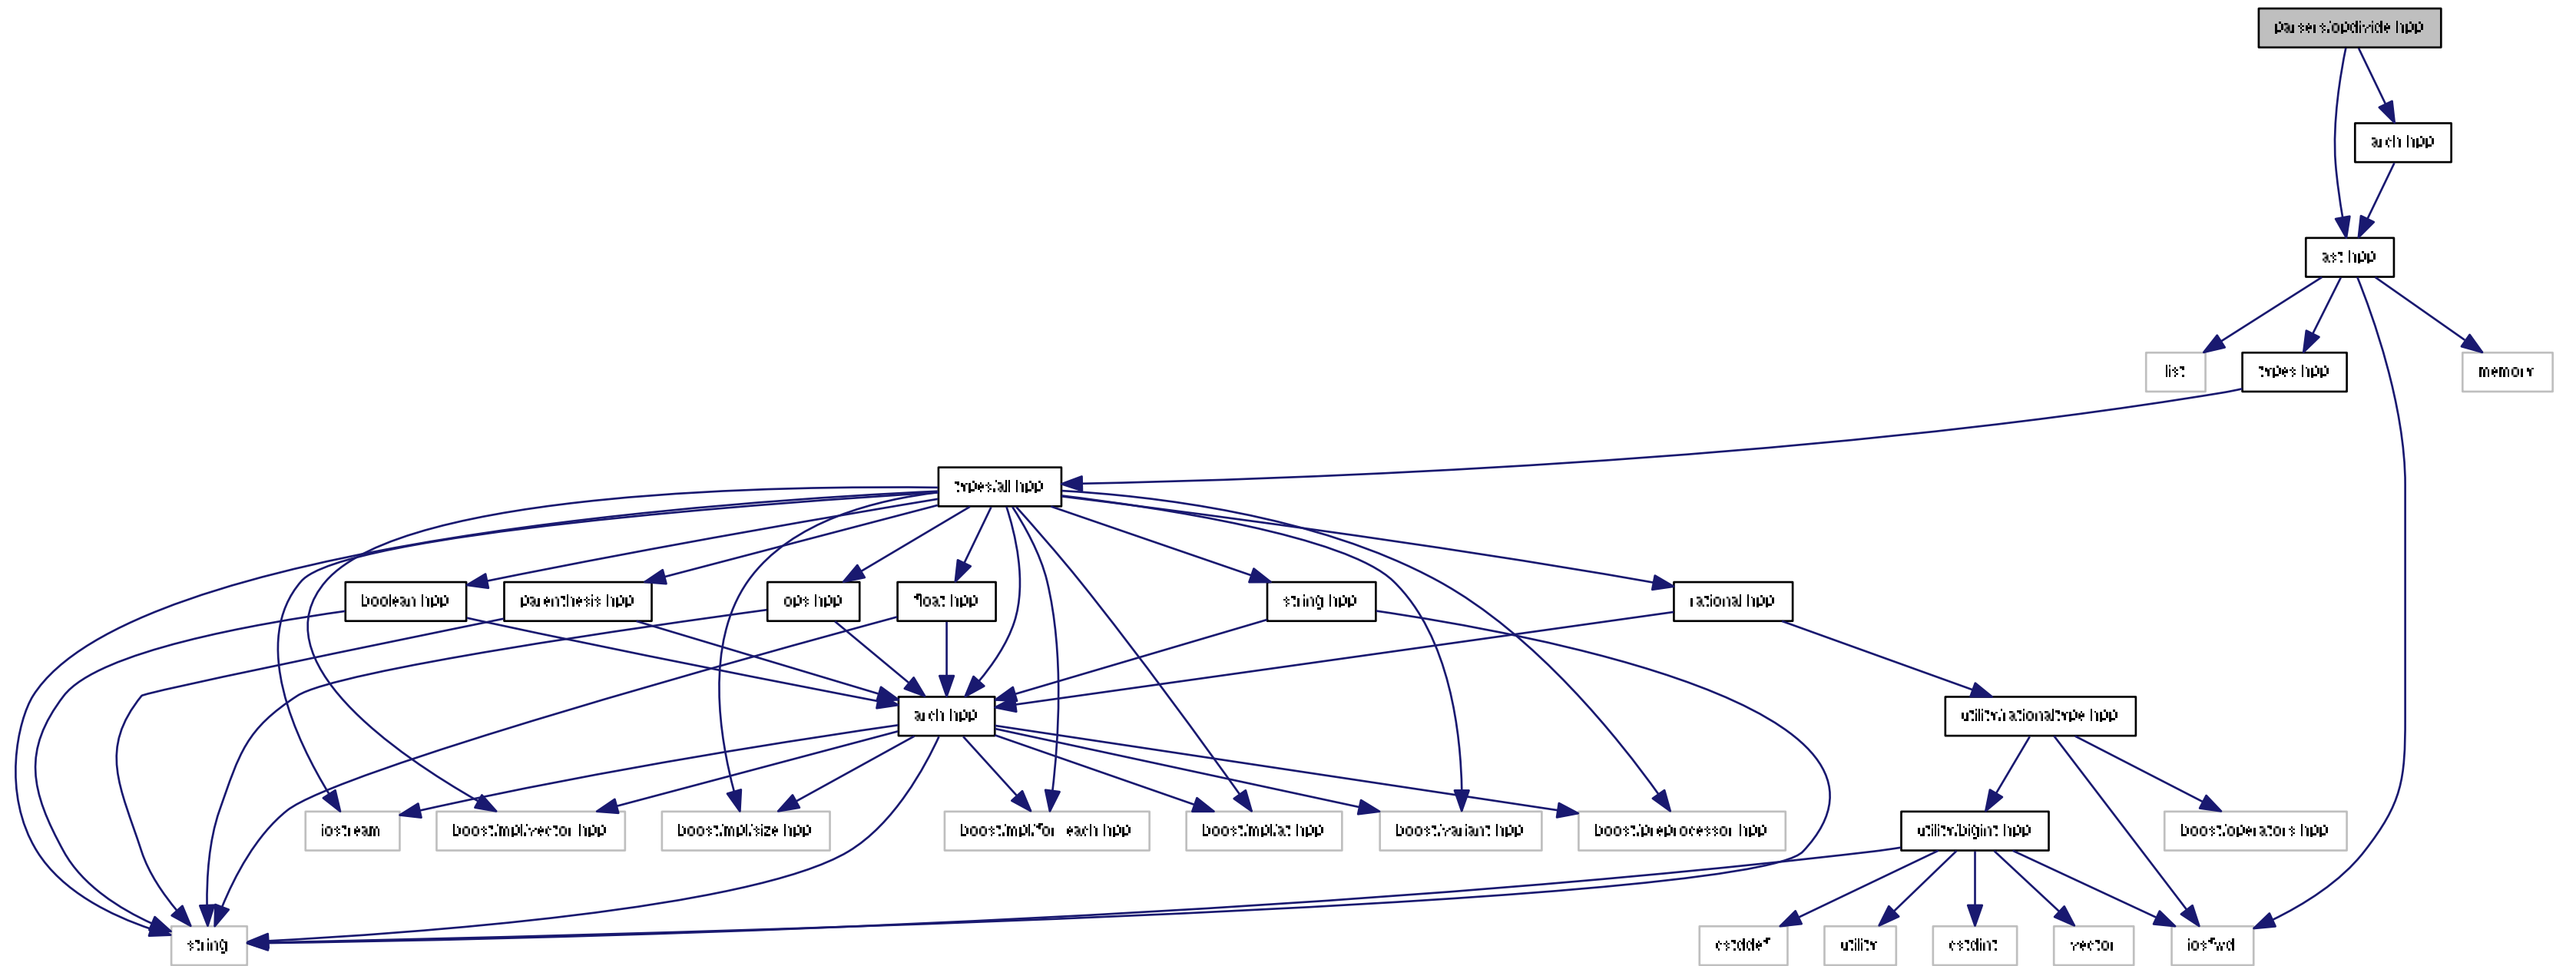 parsers/opdivide.hpp
arch.hpp
ast.hpp
list
types.hpp
memory
types/all.hpp
boolean.hpp
parenthesis.hpp
ops.hpp
float.hpp
string.hpp
rational.hpp
arch.hpp
utility/rationaltype.hpp
iostream
boost/mpl/vector.hpp
boost/mpl/size.hpp
boost/mpl/for_each.hpp
boost/mpl/at.hpp
boost/variant.hpp
boost/preprocessor.hpp
utility/bigint.hpp
boost/operators.hpp
string
cstddef
utility
cstdint
vector
iosfwd